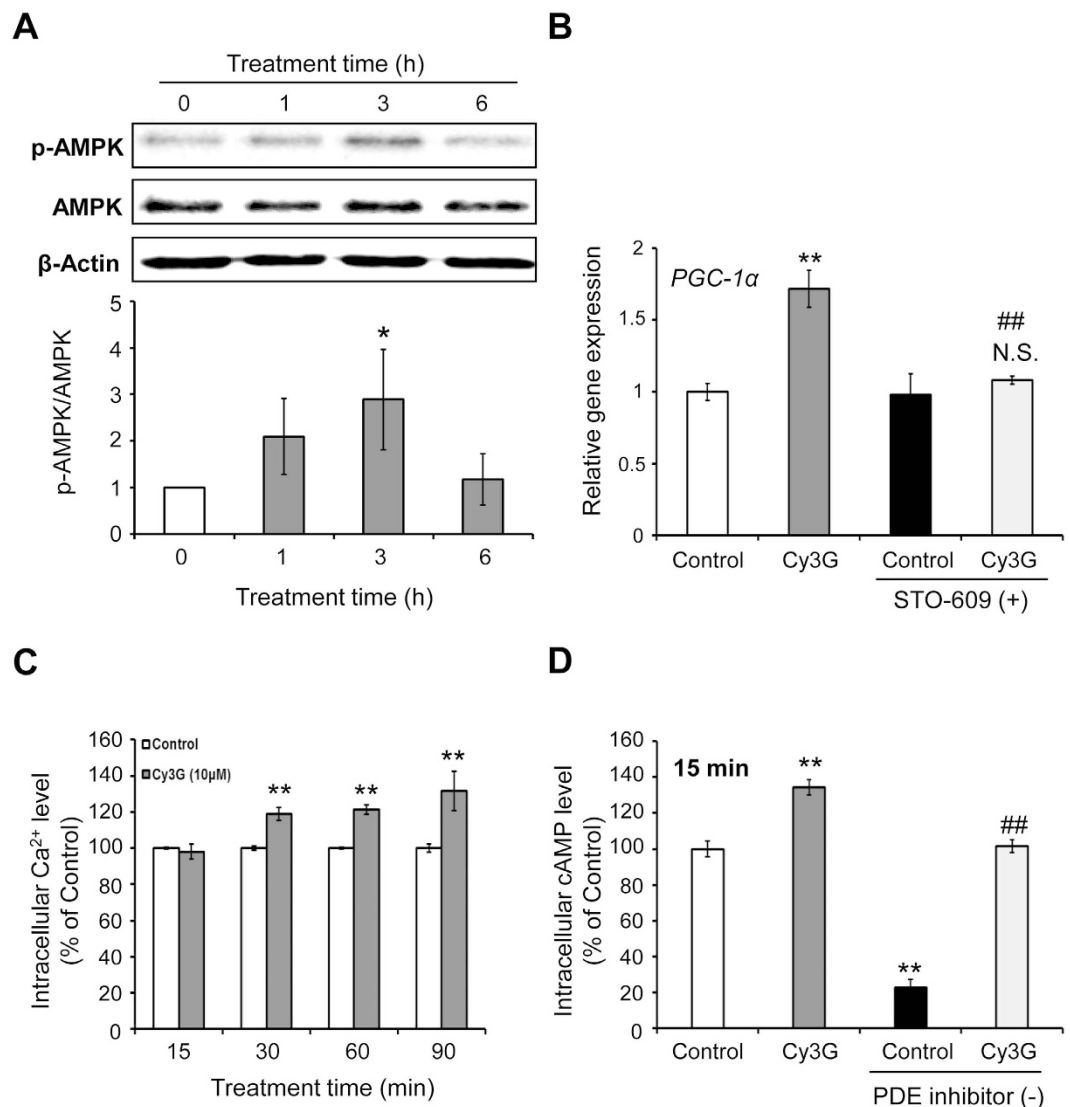 A
Treatment time (h)
0 1 3 6
p-AMPK
AMPK
β-Actin
p-AMPK/AMPK
5
4
3
2
1
0
*
0 1 3 6
Treatment time (h)
B
Relative gene expression
2
1.5
1
0.5
0
PGC-1α
**
##
N.S.
Control Cy3G Control Cy3G
STO-609 (+)
C
Intracellular Ca²⁺ level
(% of Control)
160
140
120
100
80
60
40
20
0
Control
Cy3G (10μM)
** ** **
15 30 60 90
Treatment time (min)
D
Intracellular cAMP level
(% of Control)
160
140
120
100
80
60
40
20
0
15 min
**
**
##
Control Cy3G Control Cy3G
PDE inhibitor (-)